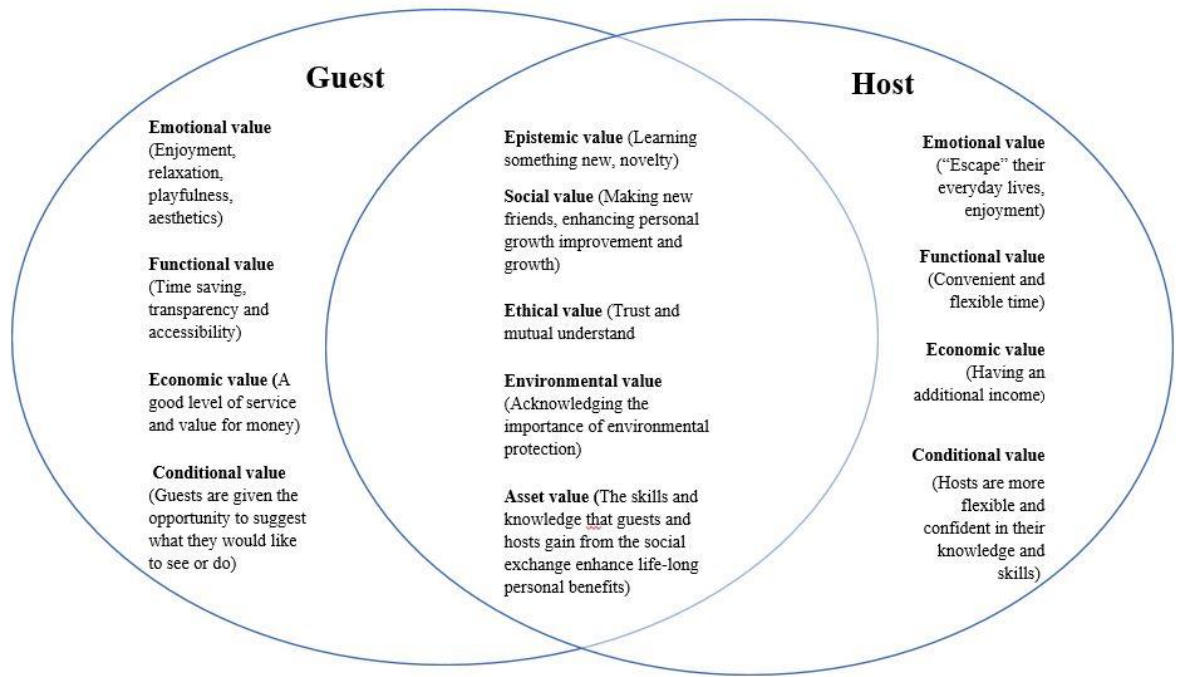 Guest
Emotional value
(Enjoyment,
relaxation,
playfulness,
aesthetics)
Functional value
(Time saving,
transparency and
accessibility)
Economic value (A
good level of service
and value for money)
Conditional value
(Guests are given the
opportunity to suggest
what they would like
to see or do)
Epistemic value (Learning
something new, novelty)
Social value (Making new
friends, enhancing personal
growth improvement and
growth)
Ethical value (Trust and
mutual understand
Environmental value
(Acknowledging the
importance of environmental
protection)
Asset value (The skills and
knowledge that guests and
hosts gain from the social
exchange enhance life-long
personal benefits)
Host
Emotional value
(“Escape” their
everyday lives,
enjoyment)
Functional value
(Convenient and
flexible time)
Economic value
(Having an
additional income)
Conditional value
(Hosts are more
flexible and
confident in their
knowledge and
skills)